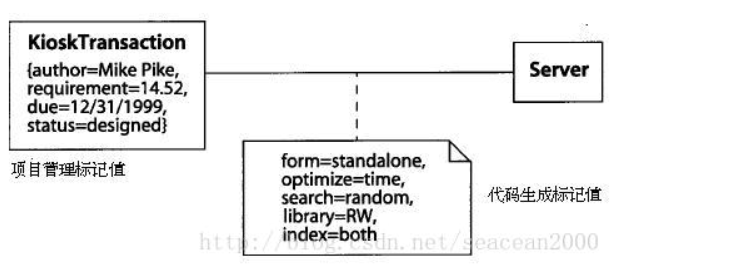 KioskTransaction
{author=Mike Pike,
requirement=14.52,
due=12/31/1999,
status=designed}
Server
项目管理标记值
form=standalone,
optimize=time,
search=random,
library=RW,
index=both
代码生成标记值
http://blog.csdn.net/seacean2000